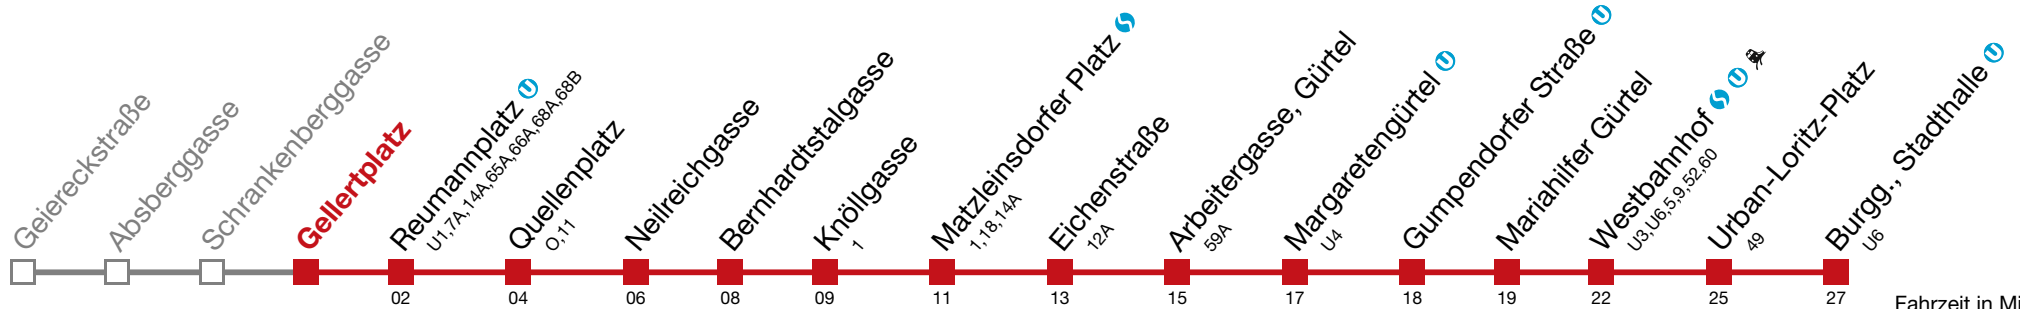 Geiereckstraße
Absberggasse
Schrankenberggasse
Gellertplatz
Reumannplatz U
U1,7A,14A,65A,66A,68A,68B
Quellenplatz
O,11
Neilreichgasse
Bernhardtstalgasse
Knöllgasse
1
Matzleinsdorfer Platz S
1,18,14A
Eichenstraße
12A
Arbeitergasse, Gürtel
59A
Margaretengürtel U
U4
Gumpendorfer Straße U
Mariahilfer Gürtel
Westbahnhof S U
U3,U6,5,9,52,60
Urban-Loritz-Platz
49
Burgg., Stadthalle U
U6
02 04 06 08 09 11 13 15 17 18 19 22 25 27
Fahrzeit in Mi